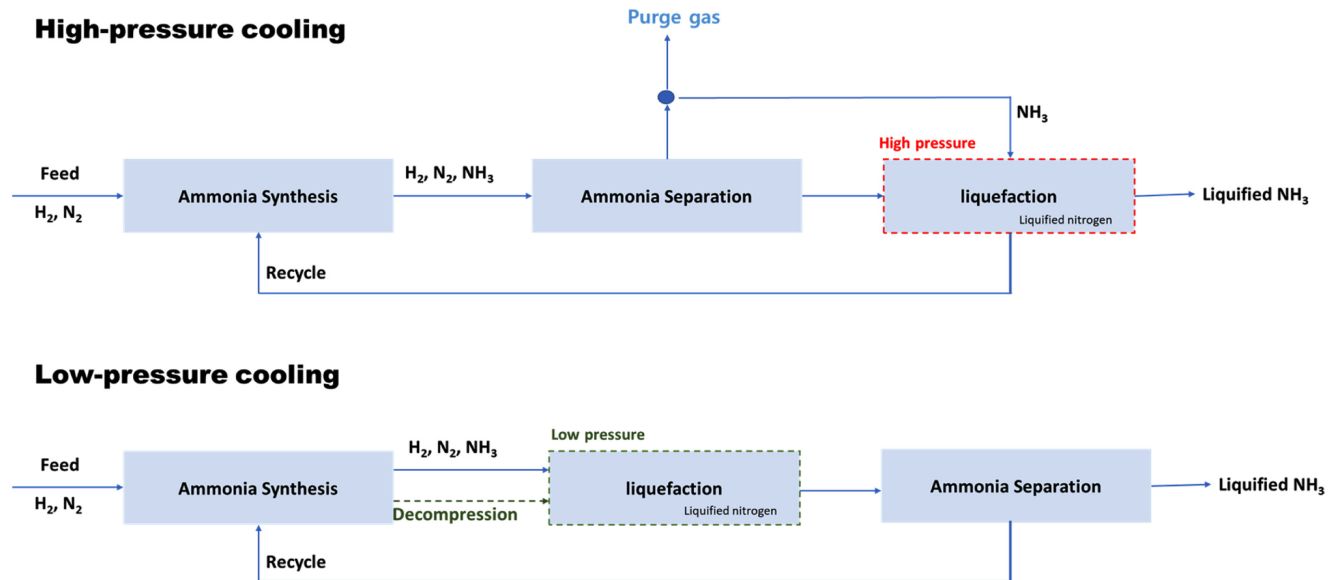 High-pressure cooling
Purge gas
NH₃
High pressure
Feed
H₂, N₂
Ammonia Synthesis
H₂, N₂, NH₃
Ammonia Separation
liquefaction
Liquified nitrogen
Liquified NH₃
Recycle
Low-pressure cooling
Feed
H₂, N₂
Ammonia Synthesis
H₂, N₂, NH₃
Decompression
Low pressure
liquefaction
Liquified nitrogen
Ammonia Separation
Liquified NH₃
Recycle